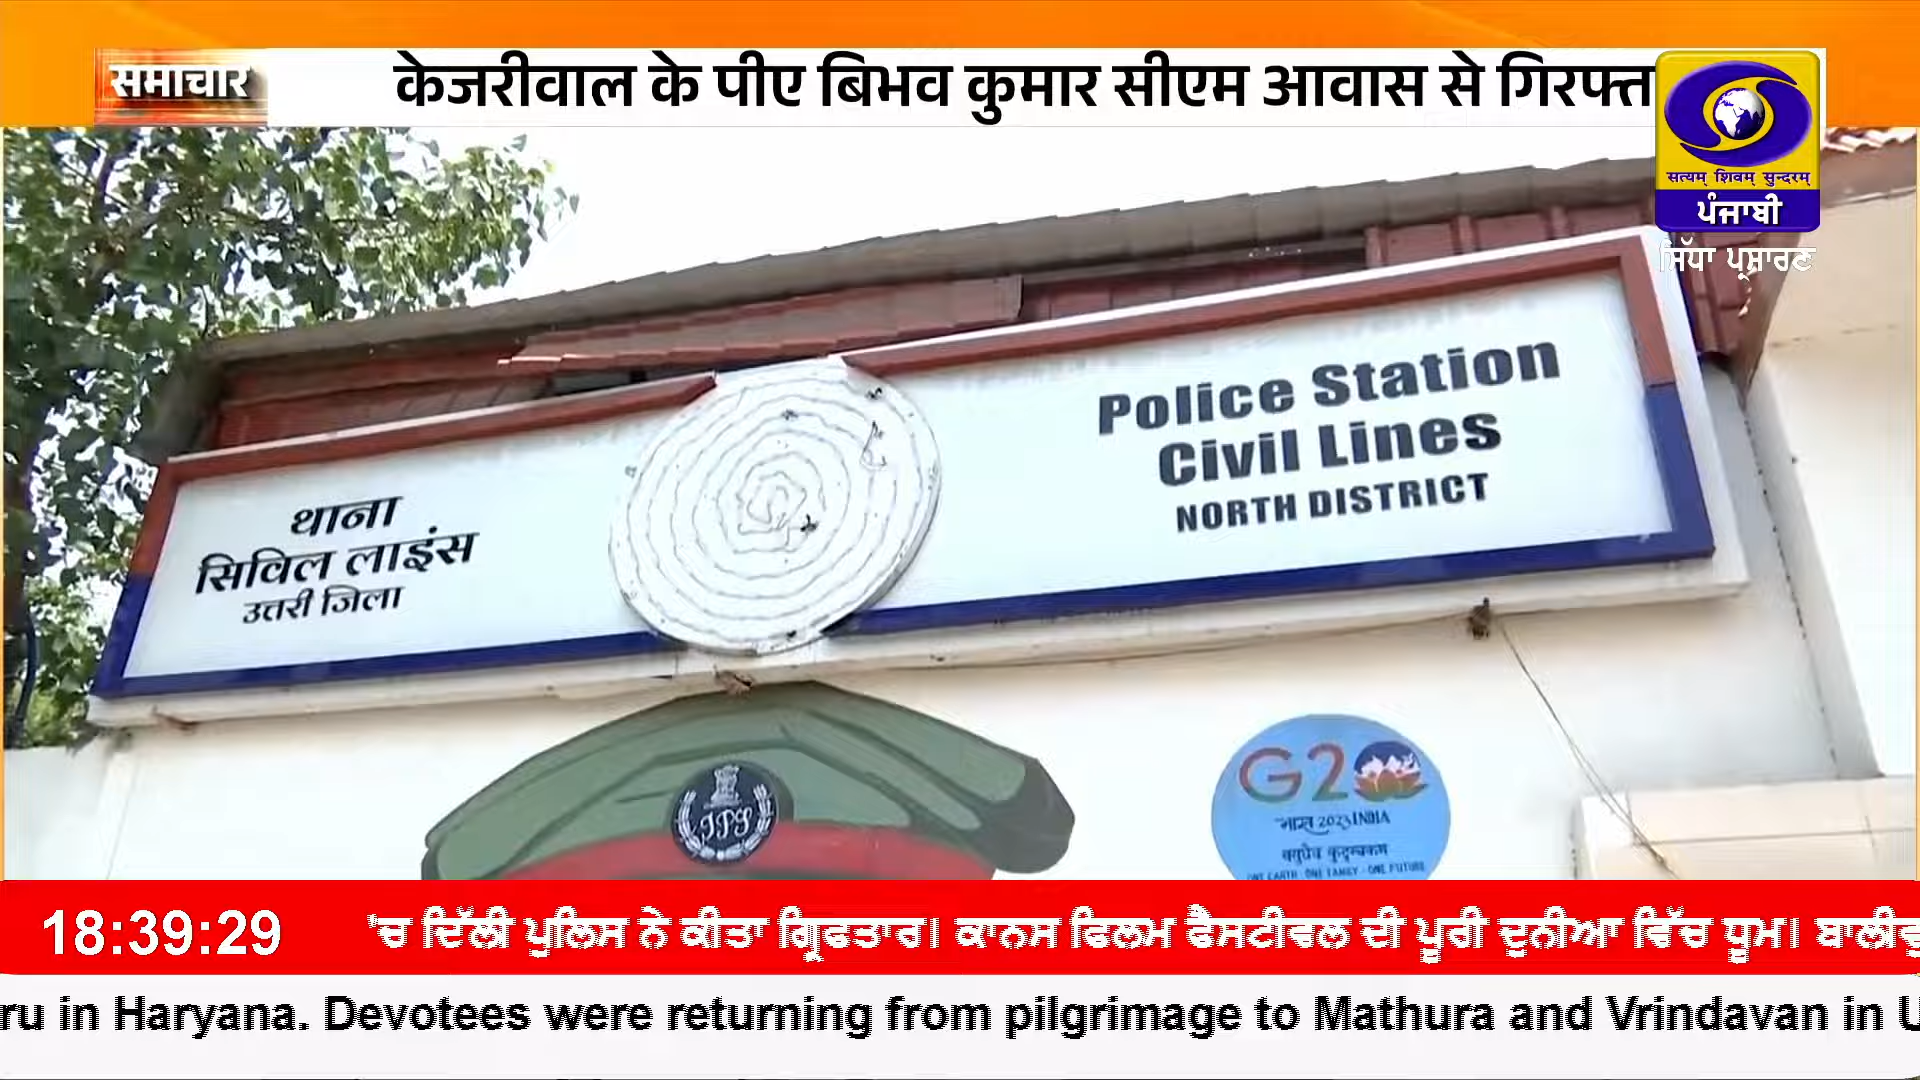 समाचार
केजरीवाल के पीए बिभव कुमार सीएम आवास से गिरफ्त
सत्यम् शिवम् सुन्दरम्
ਪੰਜਾਬੀ
ਸਿੱਧਾ ਪ੍ਰਸਾਰਣ
Police Station
Civil Lines
NORTH DISTRICT
थाना
सिविल लाइंस
उत्तरी जिला
IPS
G20
भारत 2023 INDIA
वसुधैव कुटुम्बकम
ONE EARTH · ONE FAMILY · ONE FUTURE
18:39:29
'ਚ ਦਿੱਲੀ ਪੁਲਿਸ ਨੇ ਕੀਤਾ ਗ੍ਰਿਫਤਾਰ। ਕਾਨਸ ਫਿਲਮ ਫੈਸਟੀਵਲ ਦੀ ਪੂਰੀ ਦੁਨੀਆ ਵਿੱਚ ਧੂਮ। ਬਾਲੀਵੁ
ru in Haryana. Devotees were returning from pilgrimage to Mathura and Vrindavan in U